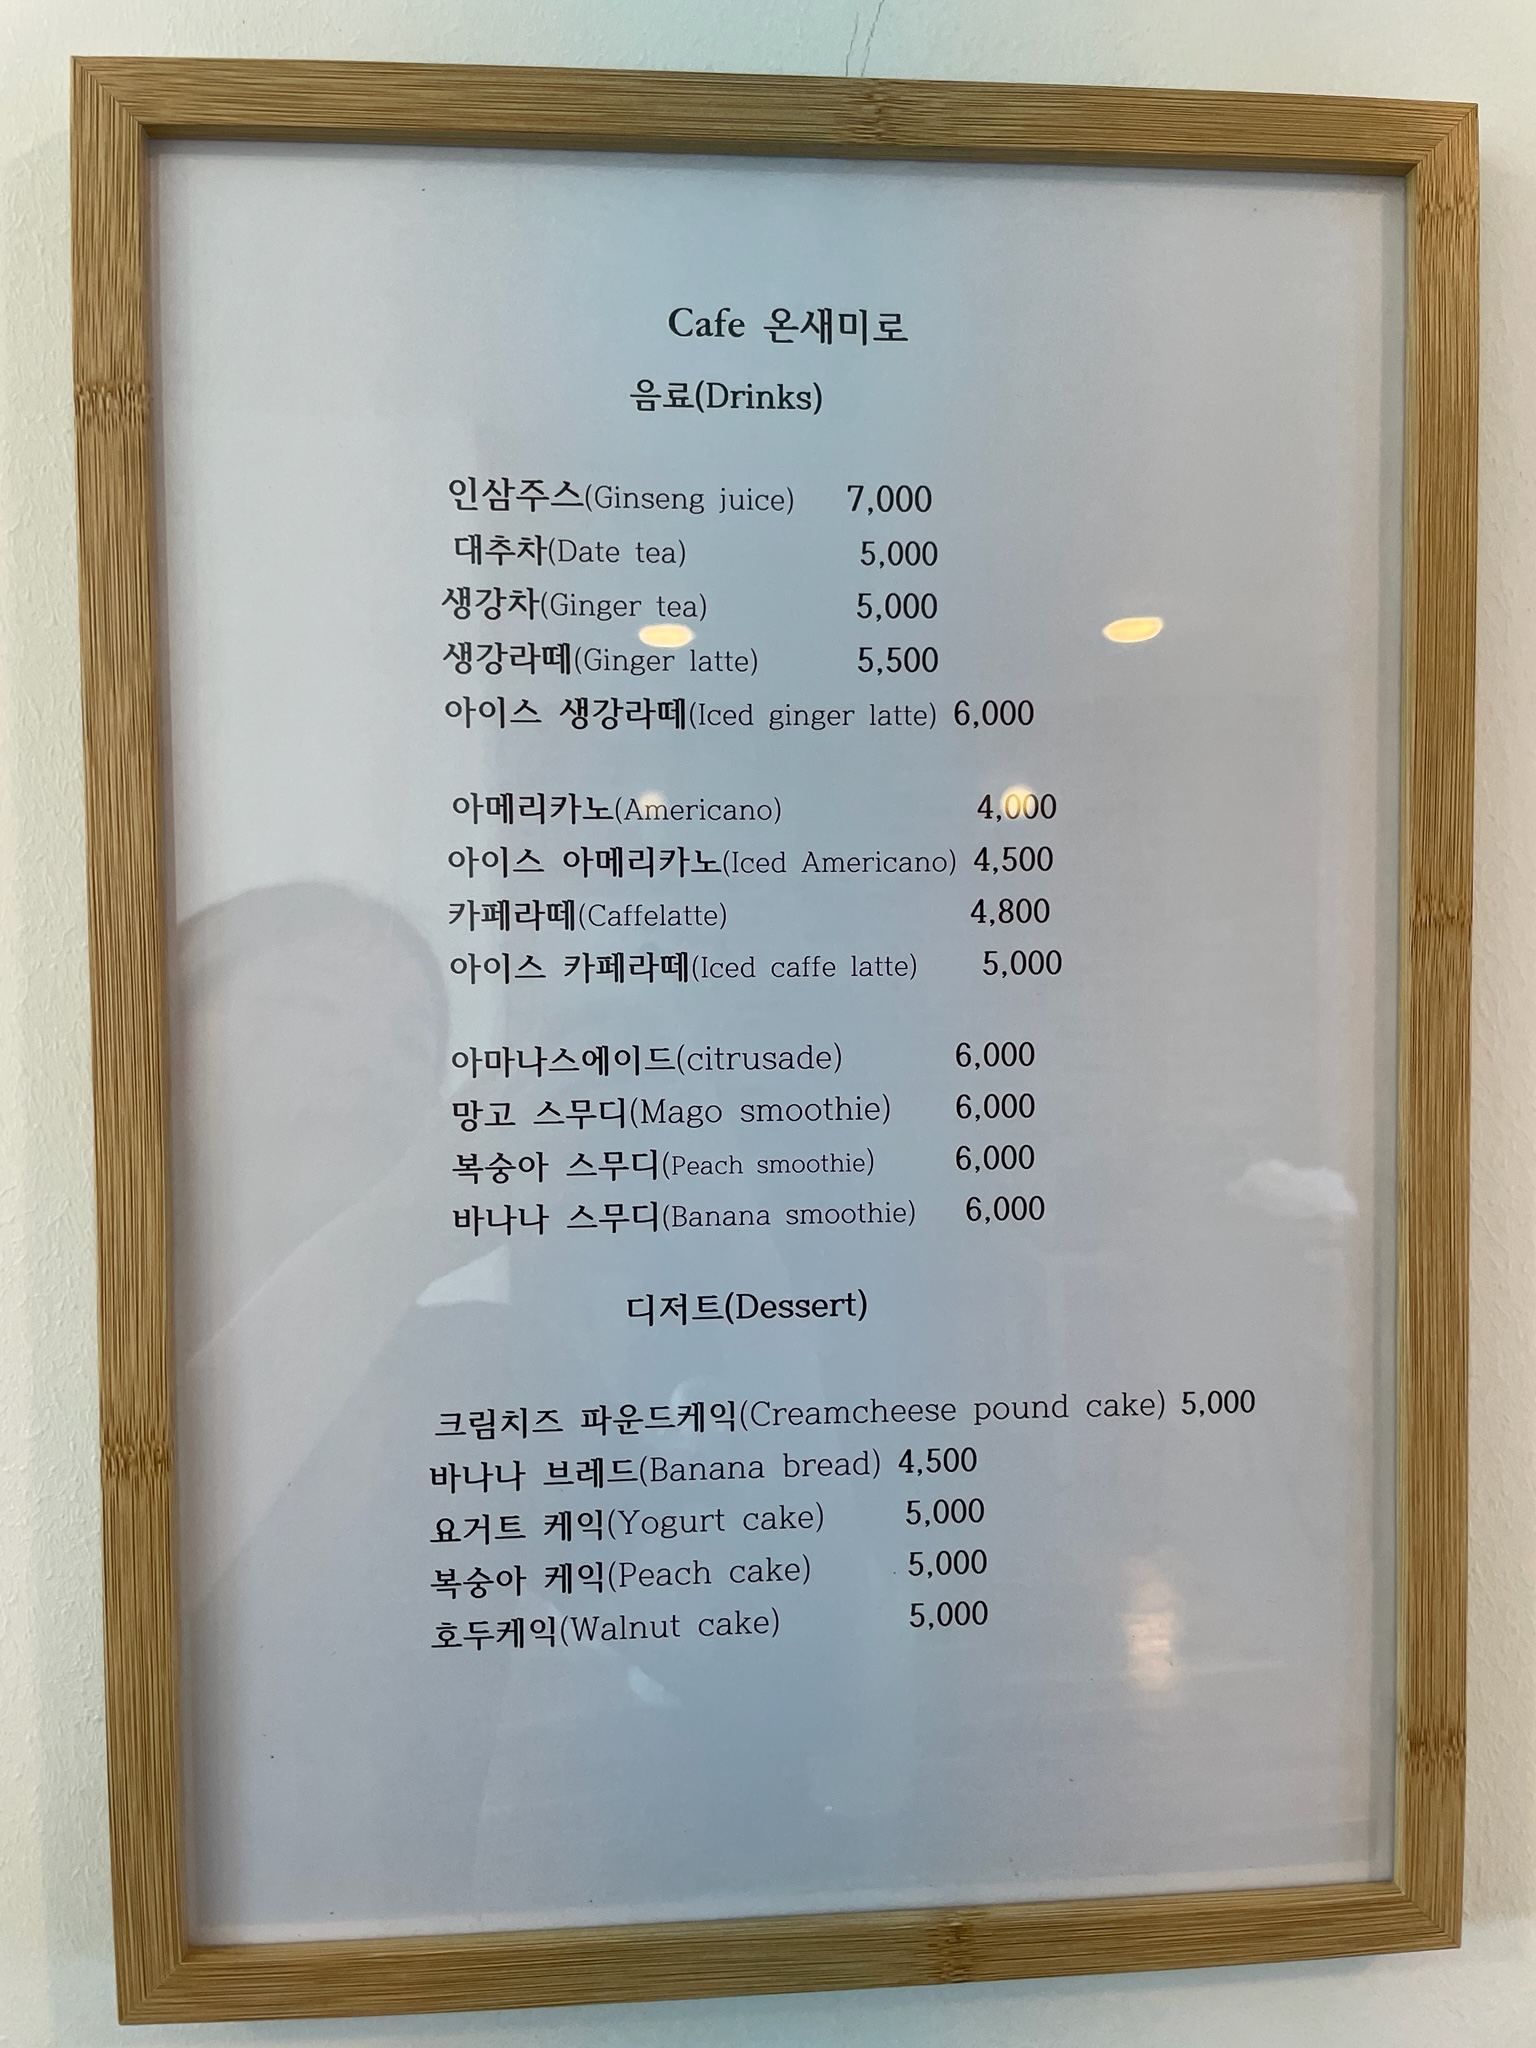 Cafe 온새미로
음료(Drinks)
인삼주스(Ginseng juice) 7,000
대추차(Date tea) 5,000
생강차(Ginger tea) 5,000
생강라떼(Ginger latte) 5,500
아이스 생강라떼(Iced ginger latte) 6,000
아메리카노(Americano) 4,000
아이스 아메리카노(Iced Americano) 4,500
카페라떼(Caffelatte) 4,800
아이스 카페라떼(Iced caffe latte) 5,000
아마나스에이드(citrusade) 6,000
망고 스무디(Mago smoothie) 6,000
복숭아 스무디(Peach smoothie) 6,000
바나나 스무디(Banana smoothie) 6,000
디저트(Dessert)
크림치즈 파운드케익(Creamcheese pound cake) 5,000
바나나 브레드(Banana bread) 4,500
요거트 케익(Yogurt cake) 5,000
복숭아 케익(Peach cake) 5,000
호두케익(Walnut cake) 5,000